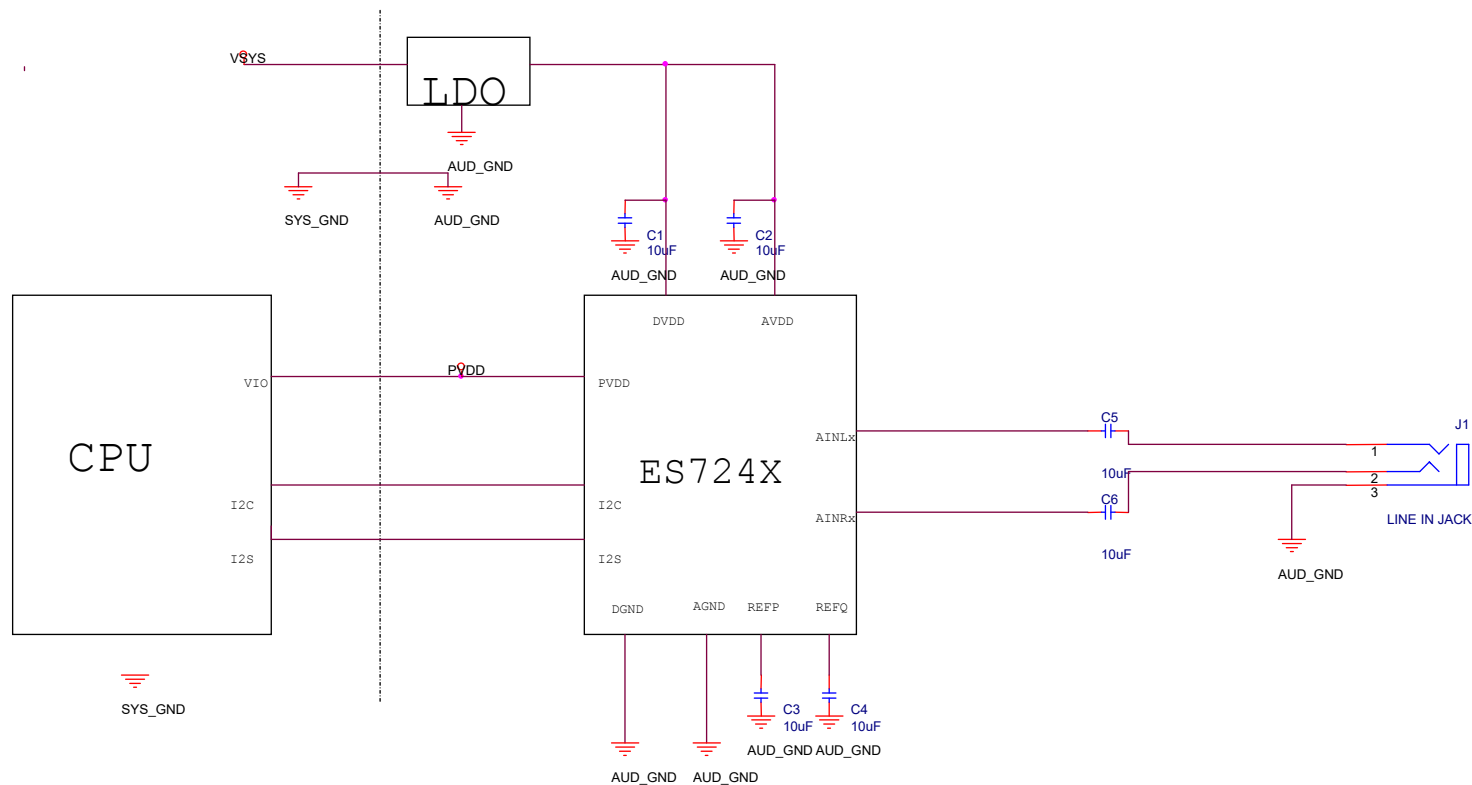 VSYS
LDO
AUD_GND
SYS_GND
AUD_GND
C1
10uF
AUD_GND
C2
10uF
AUD_GND
DVDD
AVDD
VIO
PVDD
PVDD
CPU
ES724X
AINLx
C5
10uF
J1
1
2
3
LINE IN JACK
I2C
I2C
AINRx
C6
10uF
AUD_GND
I2S
I2S
DGND
AGND
REFP
REFQ
SYS_GND
C3
10uF
AUD_GND
C4
10uF
AUD_GND
AUD_GND
AUD_GND